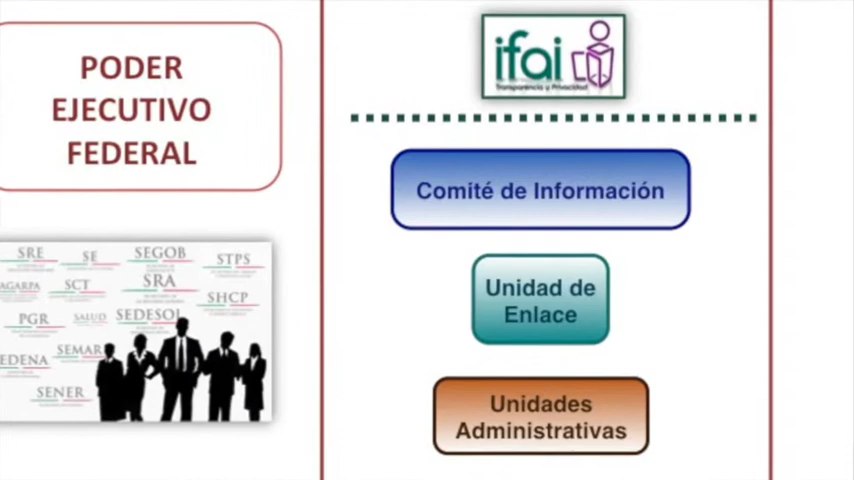 PODER
EJECUTIVO
FEDERAL
SRE
SE
SEGOB
STPS
AGARPA
SCT
SRA
SHCP
PGR
SALUD
SEDESOL
EDENA
SEMAR
SENER
ifai
Transparencia y Privacidad
Comité de Información
Unidad de
Enlace
Unidades
Administrativas